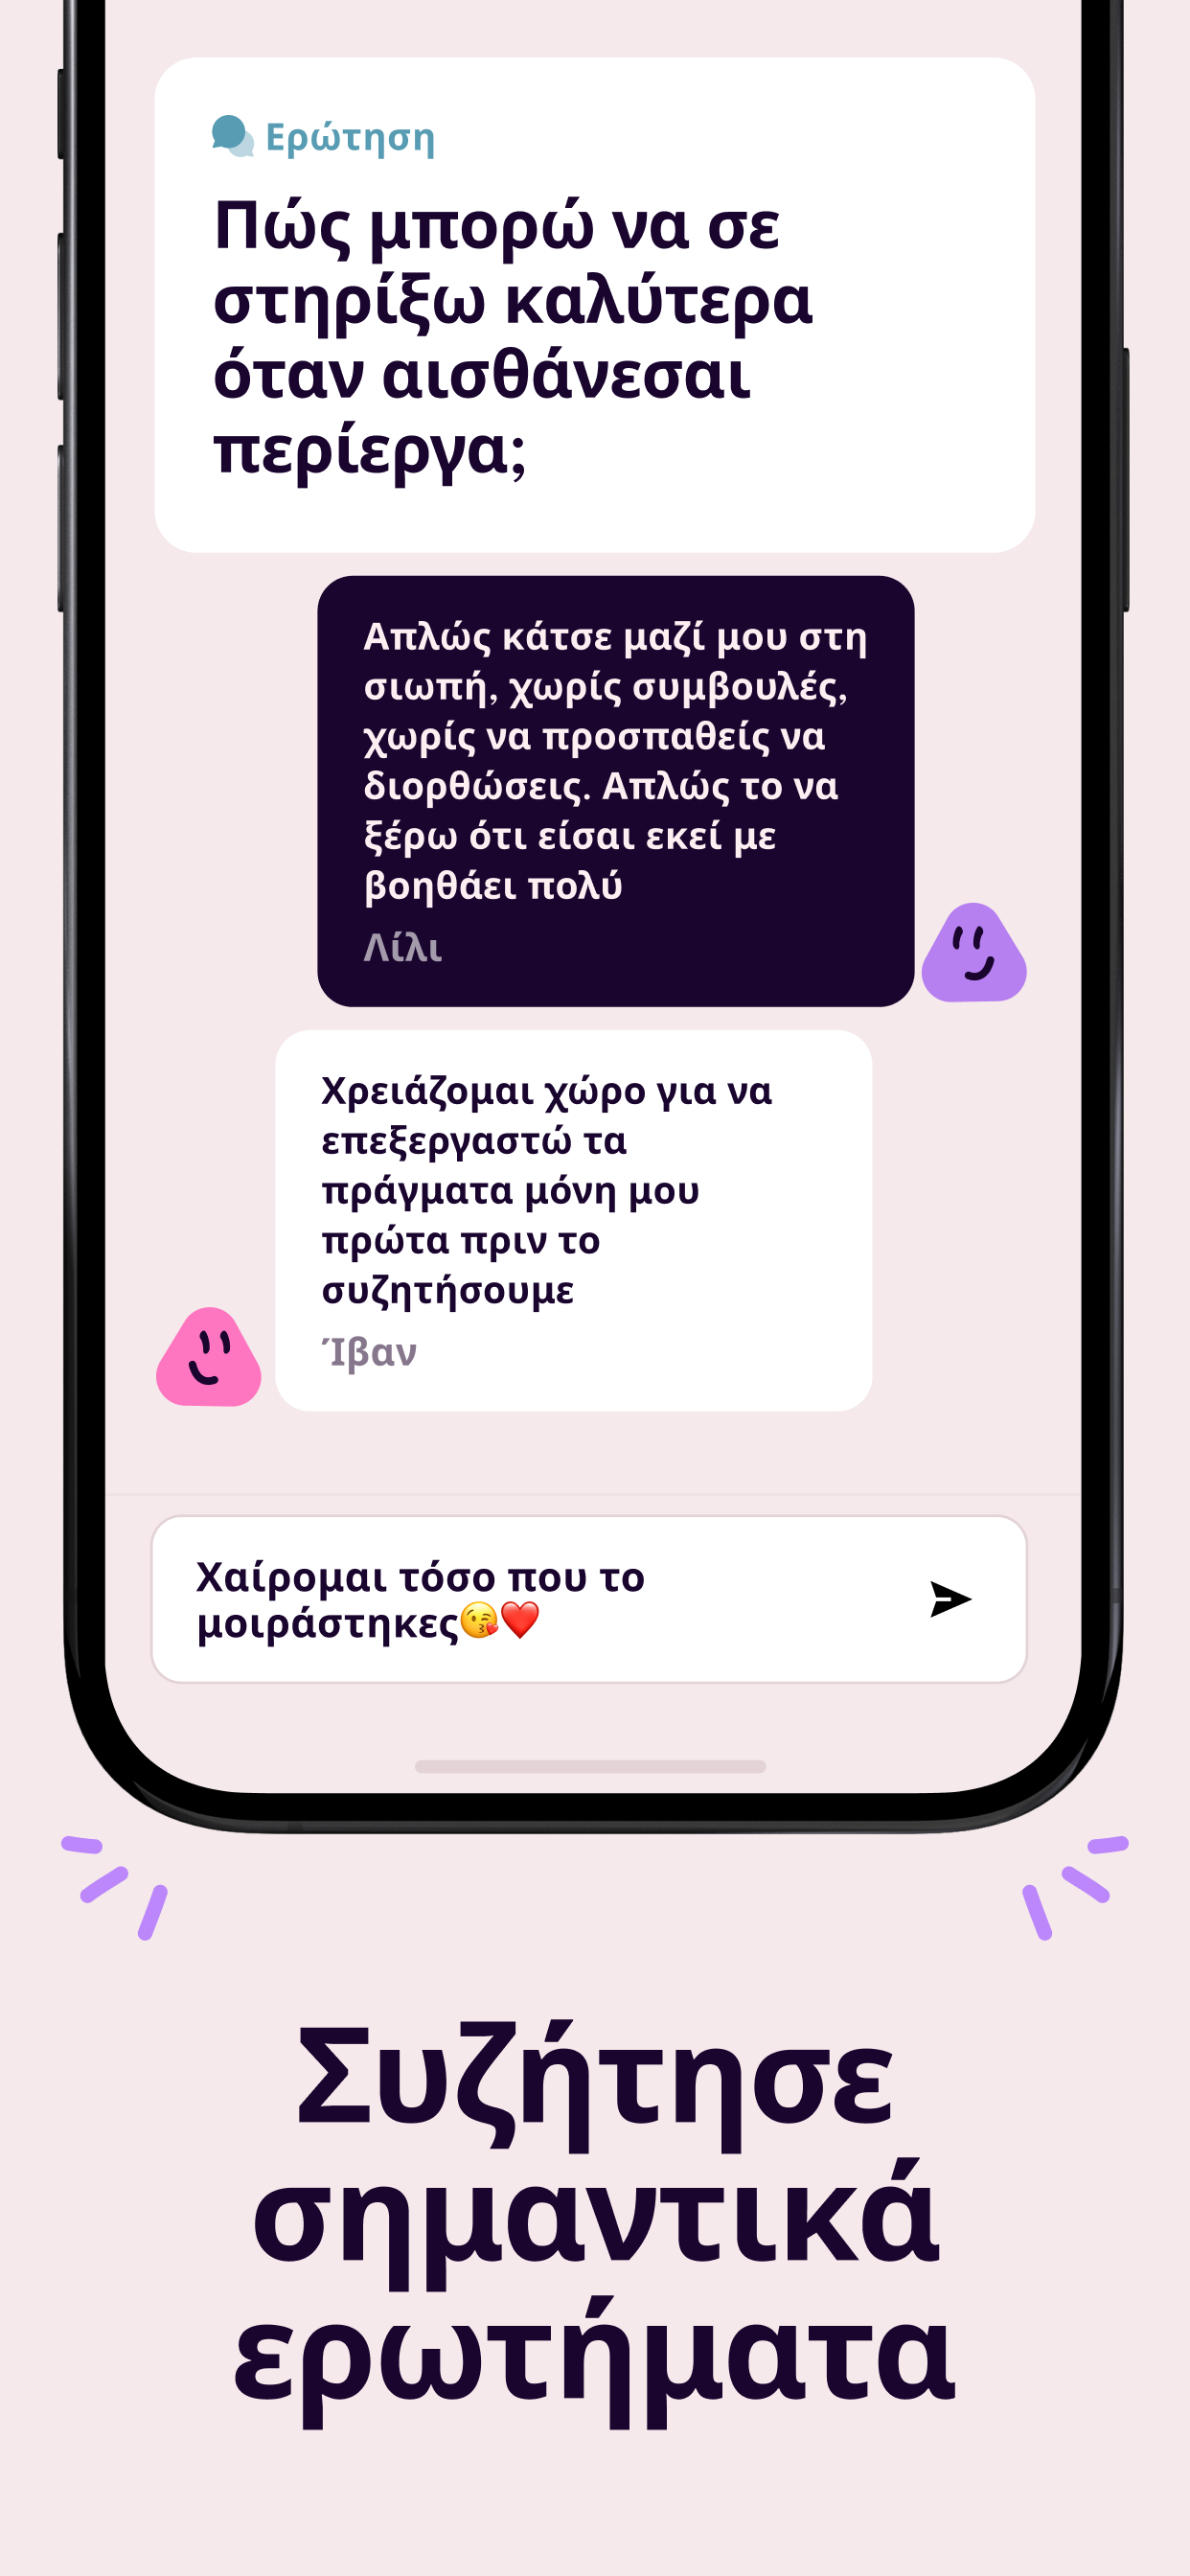 Ερώτηση
Πώς μπορώ να σε
στηρίξω καλύτερα
όταν αισθάνεσαι
περίεργα;
Απλώς κάτσε μαζί μου στη
σιωπή, χωρίς συμβουλές,
χωρίς να προσπαθείς να
διορθώσεις. Απλώς το να
ξέρω ότι είσαι εκεί με
βοηθάει πολύ
Λίλι
Χρειάζομαι χώρο για να
επεξεργαστώ τα
πράγματα μόνη μου
πρώτα πριν το
συζητήσουμε
Ίβαν
Χαίρομαι τόσο που το
μοιράστηκες😘❤️
Συζήτησε
σημαντικά
ερωτήματα